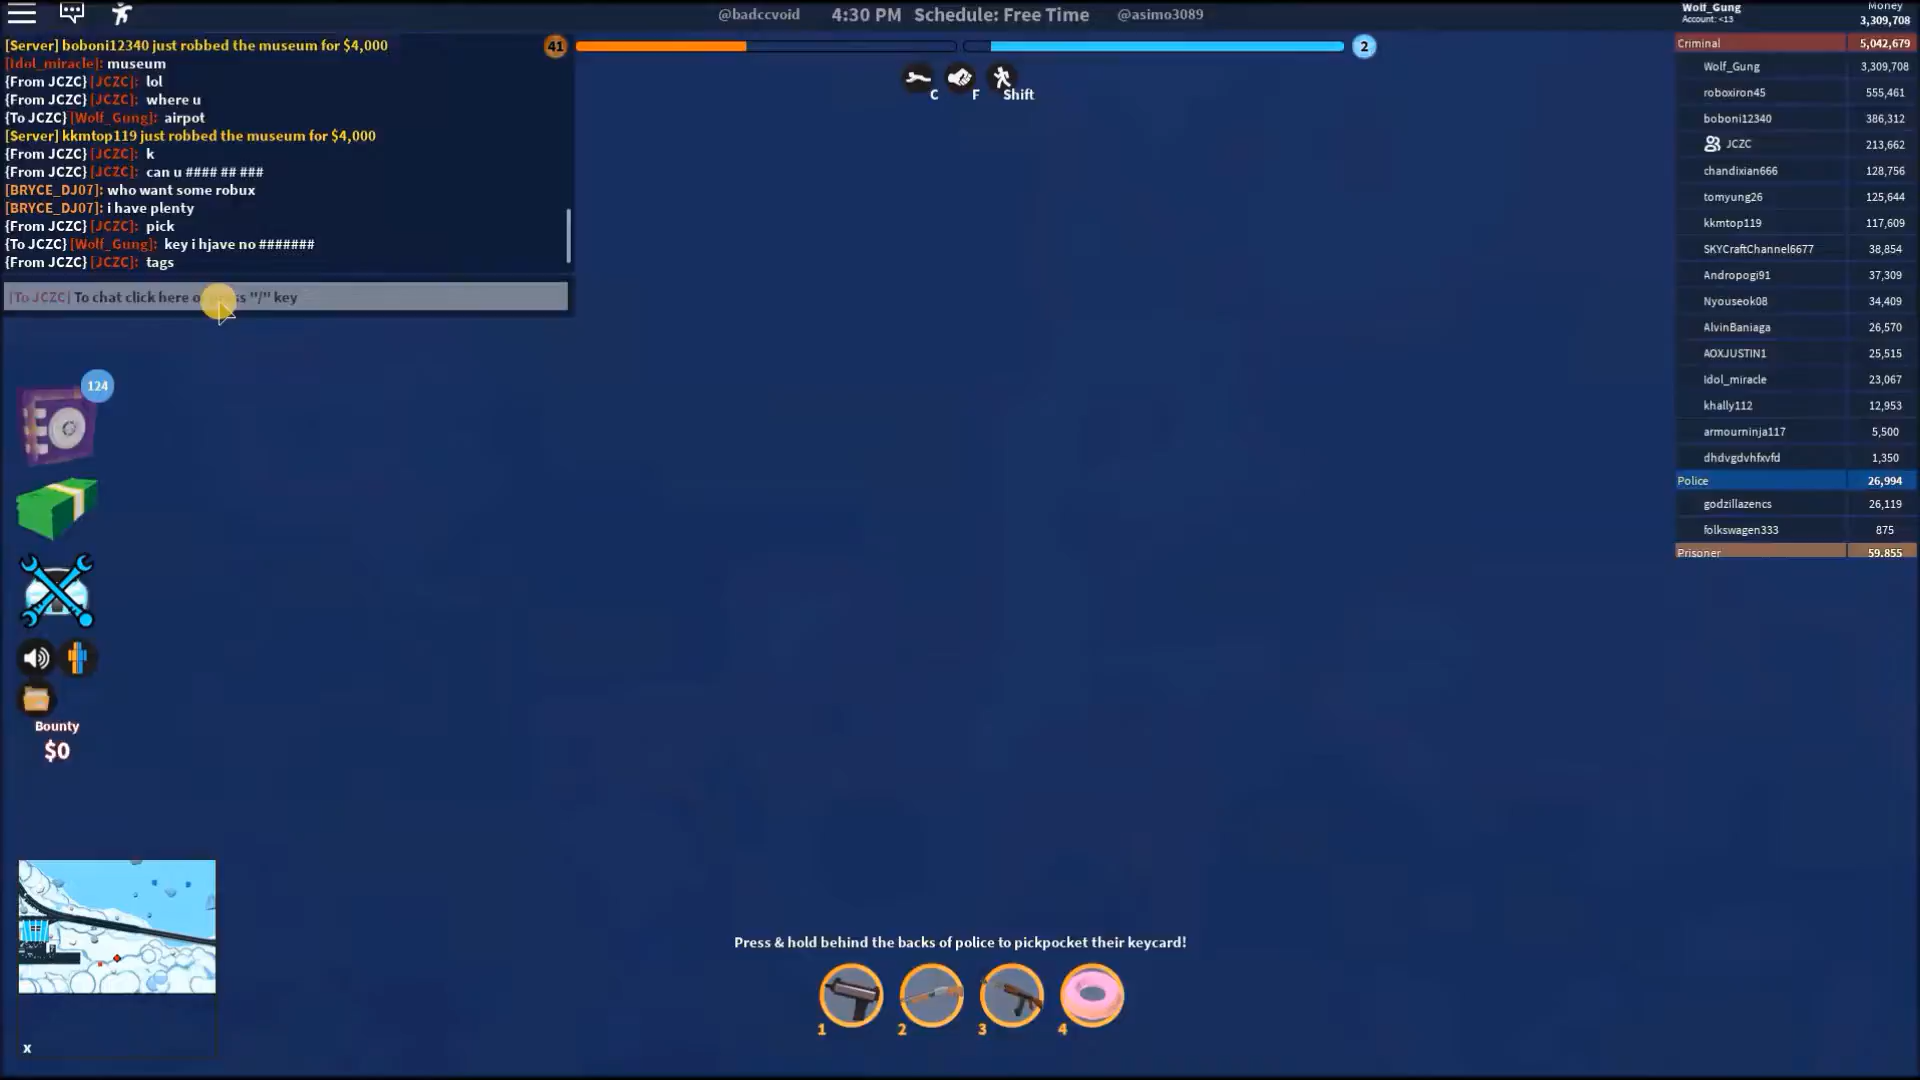 @badccvoid 4:30 PM Schedule: Free Time @asimo3089
Wolf_Gung
Account: <13
Money
3,309,708
41
2
C F Shift
[Server] boboni12340 just robbed the museum for $4,000
[Idol_miracle]: museum
{From JCZC} [JCZC]: lol
{From JCZC} [JCZC]: where u
{To JCZC} [Wolf_Gung]: airpot
[Server] kkmtop119 just robbed the museum for $4,000
{From JCZC} [JCZC]: k
{From JCZC} [JCZC]: can u #### ## ###
[BRYCE_DJ07]: who want some robux
[BRYCE_DJ07]: i have plenty
{From JCZC} [JCZC]: pick
{To JCZC} [Wolf_Gung]: key i hjave no #######
{From JCZC} [JCZC]: tags
[To JCZC] To chat click here "/" key
124
Bounty
$0
x
Criminal 5,042,679
Wolf_Gung 3,309,708
roboxiron45 555,461
boboni12340 386,312
JCZC 213,662
chandixian666 128,756
tomyung26 125,644
kkmtop119 117,609
SKYCraftChannel6677 38,854
Andropogi91 37,309
Nyouseok08 34,409
AlvinBaniaga 26,570
AOXJUSTIN1 25,515
Idol_miracle 23,067
khally112 12,953
armourninja117 5,500
dhdvgdvhfxvfd 1,350
Police 26,994
godzillazencs 26,119
folkswagen333 875
Prisoner 59,855
Press & hold behind the backs of police to pickpocket their keycard!
1 2 3 4